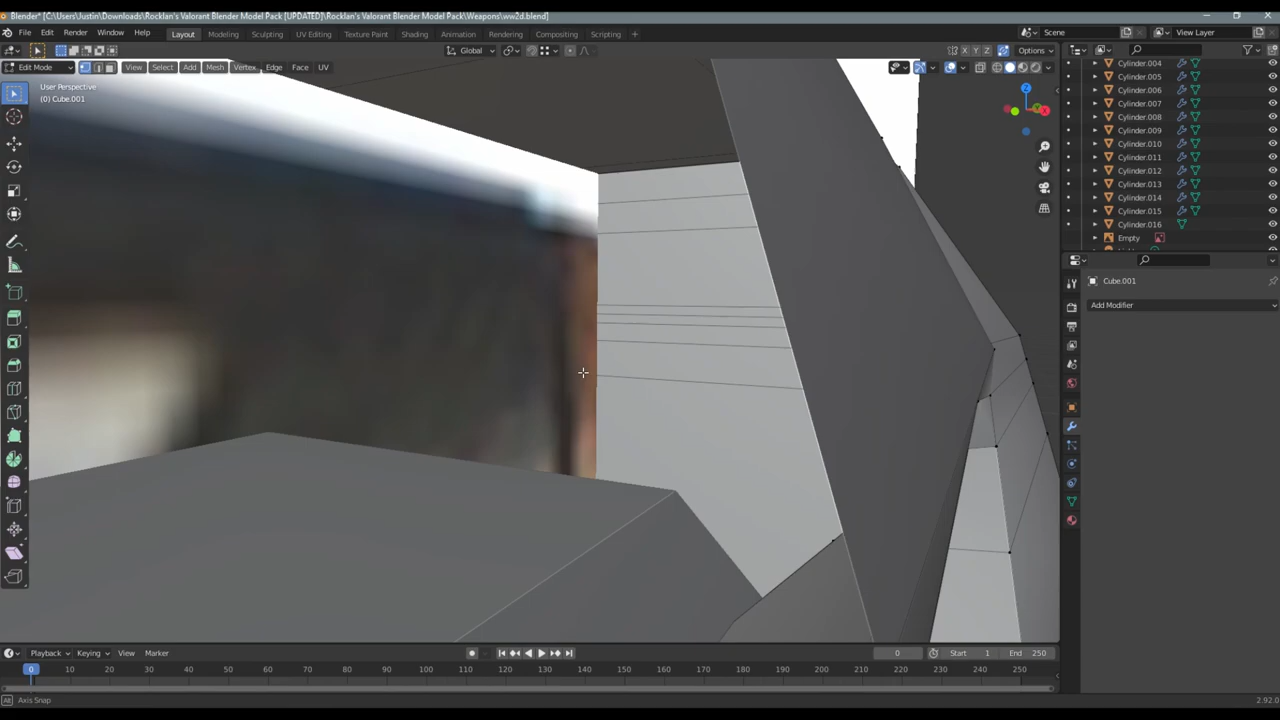 Blender* [C:\Users\Justin\Downloads\Rocklan's Valorant Blender Model Pack [UPDATED]\Rocklan's Valorant Blender Model Pack\Weapons\ww2d.blend]
File Edit Render Window Help Layout Modeling Sculpting UV Editing Texture Paint Shading Animation Rendering Compositing Scripting + Scene View Layer
Global X Y Z Options
Edit Mode View Select Add Mesh Vertex Edge Face UV
User Perspective
(0) Cube.001
Z
X
Cylinder.004
Cylinder.005
Cylinder.006
Cylinder.007
Cylinder.008
Cylinder.009
Cylinder.010
Cylinder.011
Cylinder.012
Cylinder.013
Cylinder.014
Cylinder.015
Cylinder.016
Empty
Cube.001
Add Modifier
Playback Keying View Marker 0 Start 1 End 250
0 10 20 30 40 50 60 70 80 90 100 110 120 130 140 150 160 170 180 190 200 210 220 230 240 250
Alt Axis Snap 2.92.0